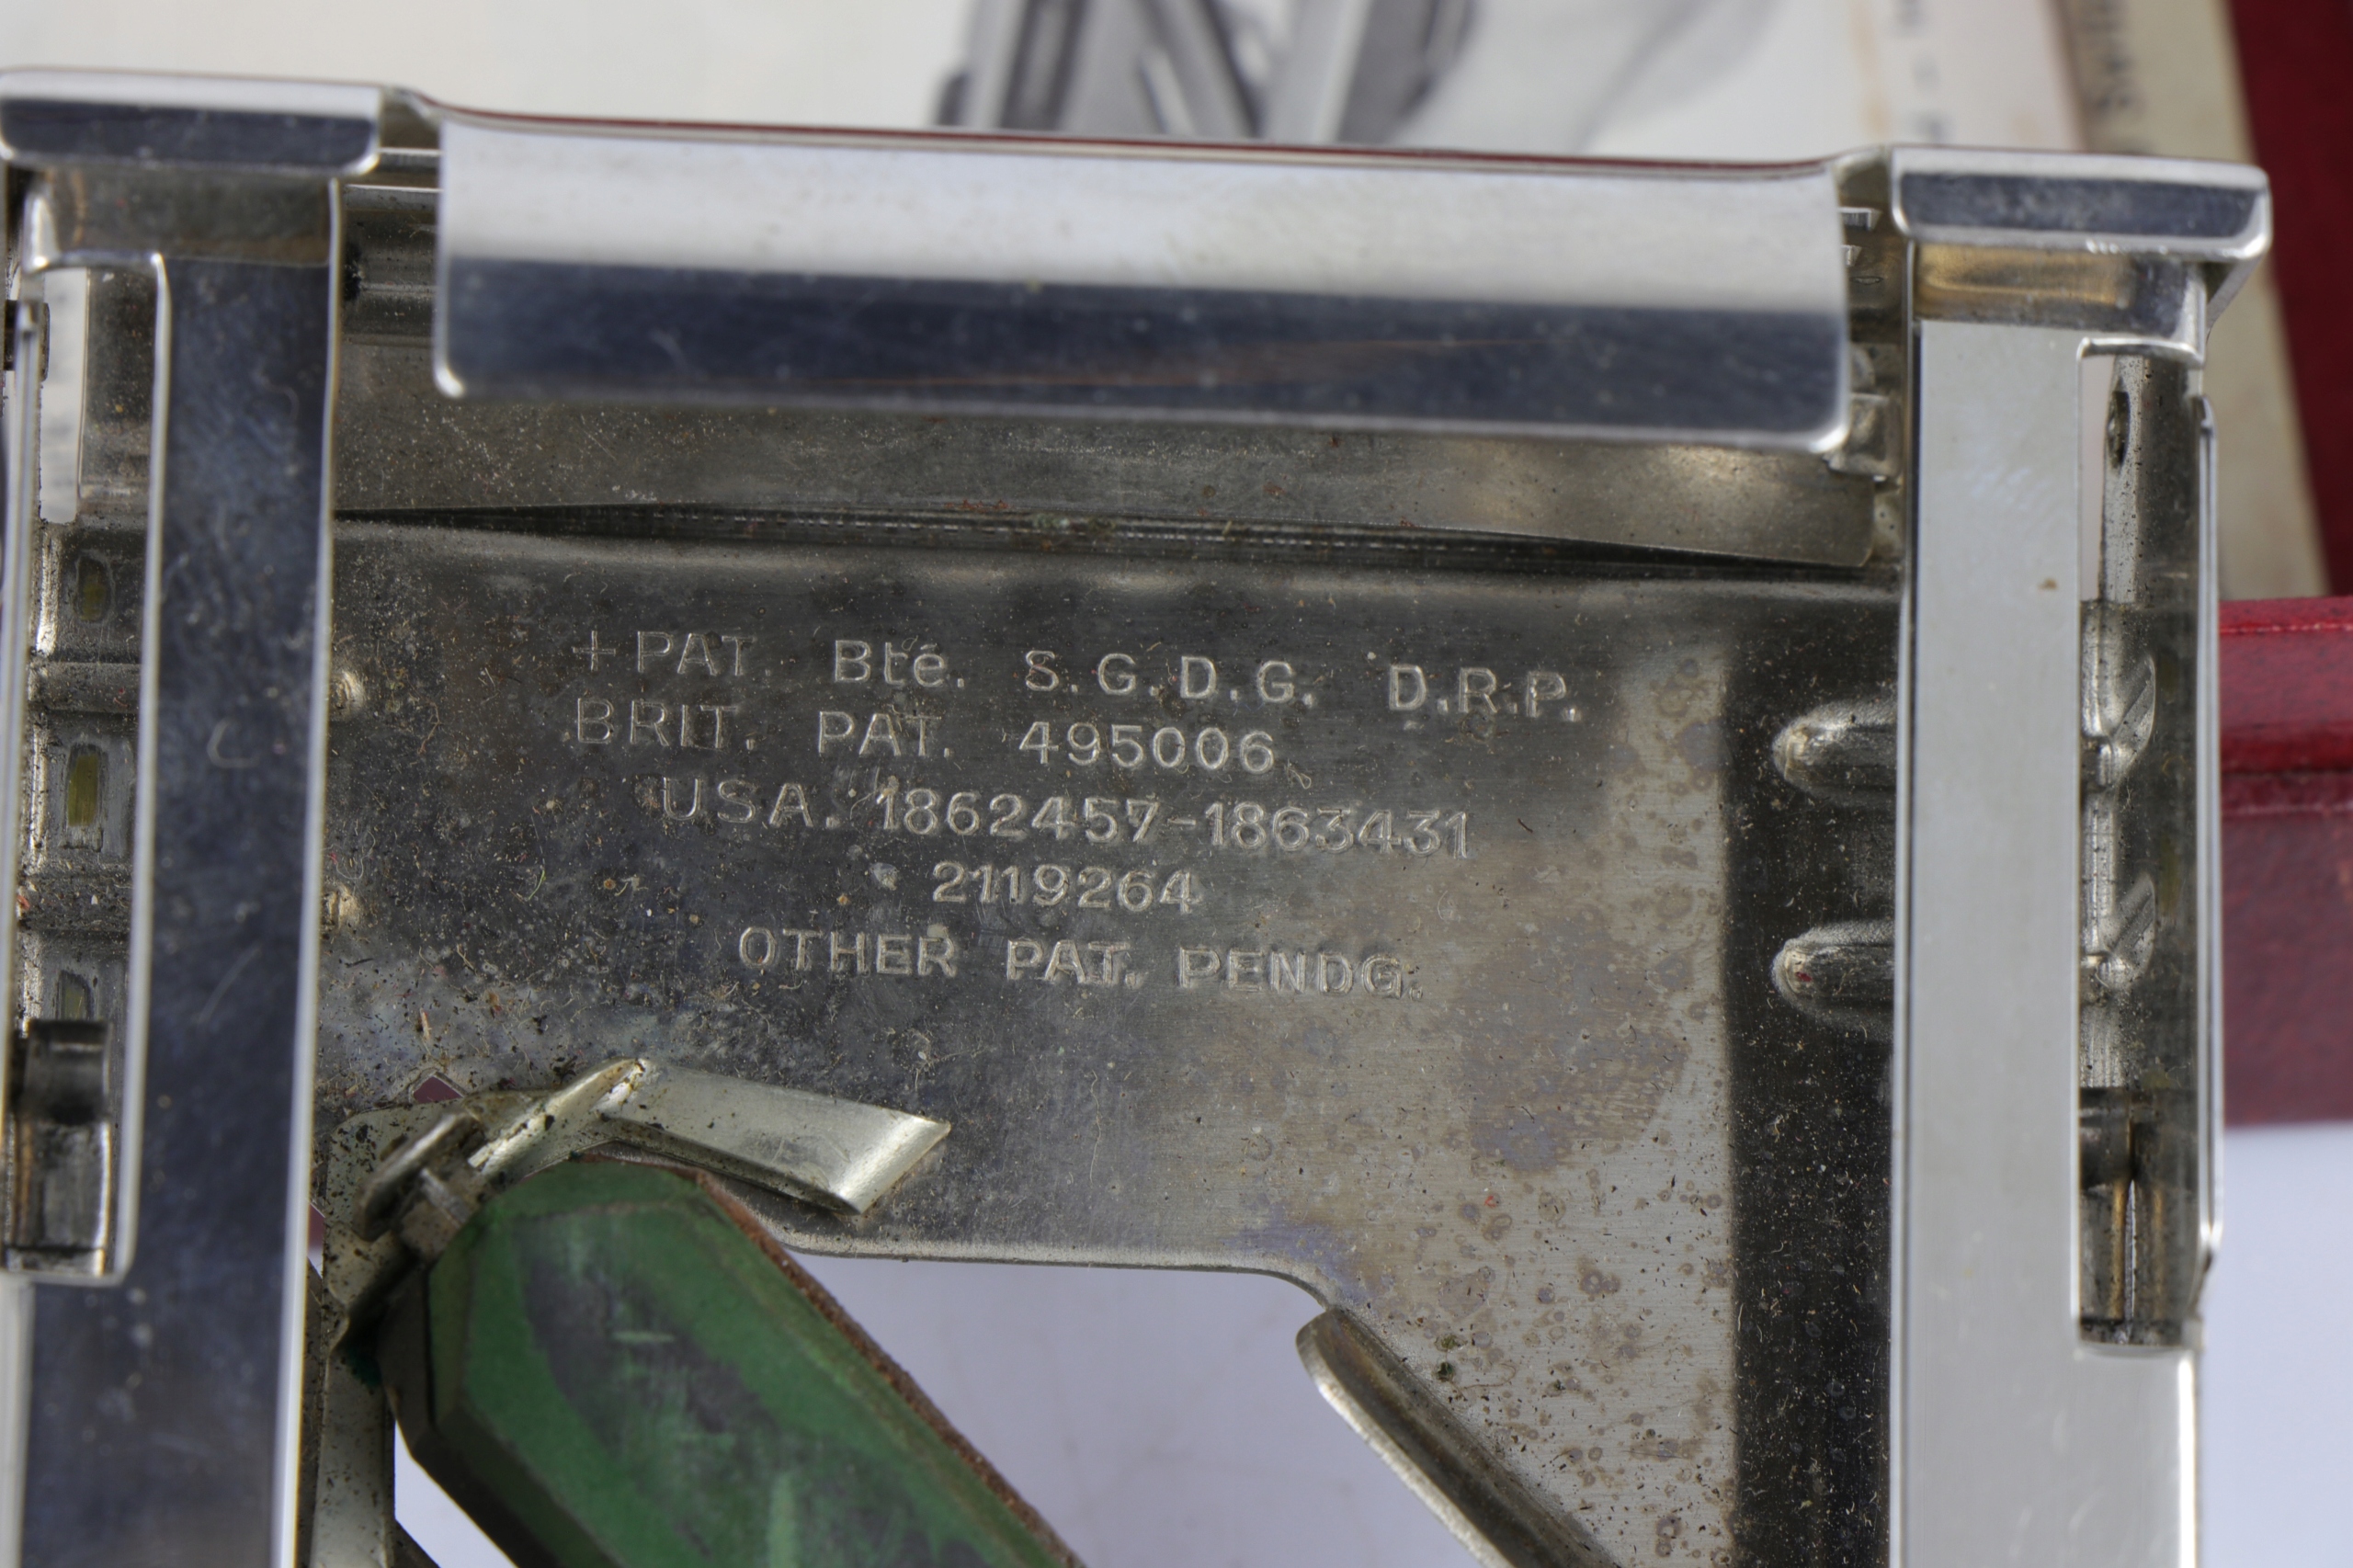 +PAT. Bté. S.G.D.G. D.R.P.
BRIT. PAT. 495006
USA. 1862457-1863431
2119264
OTHER PAT. PENDG.